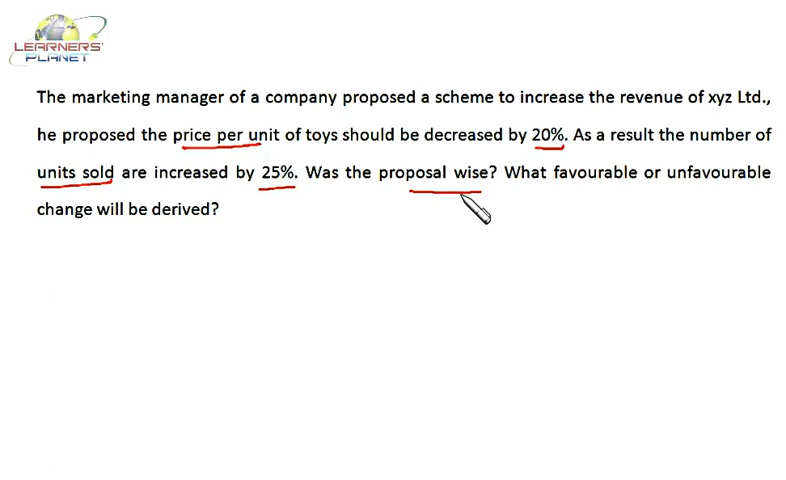 LEARNERS'
PLANET
The marketing manager of a company proposed a scheme to increase the revenue of xyz Ltd.,
he proposed the price per unit of toys should be decreased by 20%. As a result the number of
units sold are increased by 25%. Was the proposal wise? What favourable or unfavourable
change will be derived?